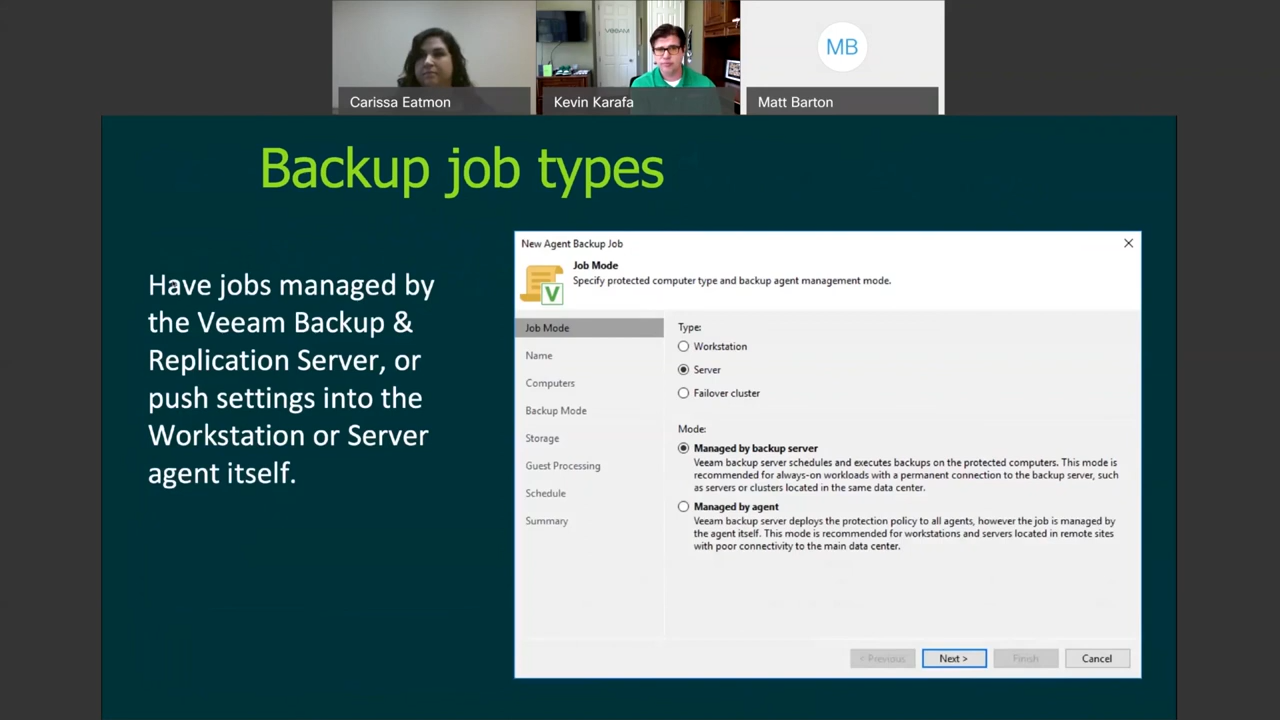 VEEAM
MB
Carissa Eatmon
Kevin Karafa
Matt Barton
Backup job types
Have jobs managed by
the Veeam Backup &
Replication Server, or
push settings into the
Workstation or Server
agent itself.
New Agent Backup Job
V
Job Mode
Specify protected computer type and backup agent management mode.
Job Mode
Name
Computers
Backup Mode
Storage
Guest Processing
Schedule
Summary
Type:
Workstation
Server
Failover cluster
Mode:
Managed by backup server
Veeam backup server schedules and executes backups on the protected computers. This mode is
recommended for always-on workloads with a permanent connection to the backup server, such
as servers or clusters located in the same data center.
Managed by agent
Veeam backup server deploys the protection policy to all agents, however the job is managed by
the agent itself. This mode is recommended for workstations and servers located in remote sites
with poor connectivity to the main data center.
< Previous
Next >
Finish
Cancel